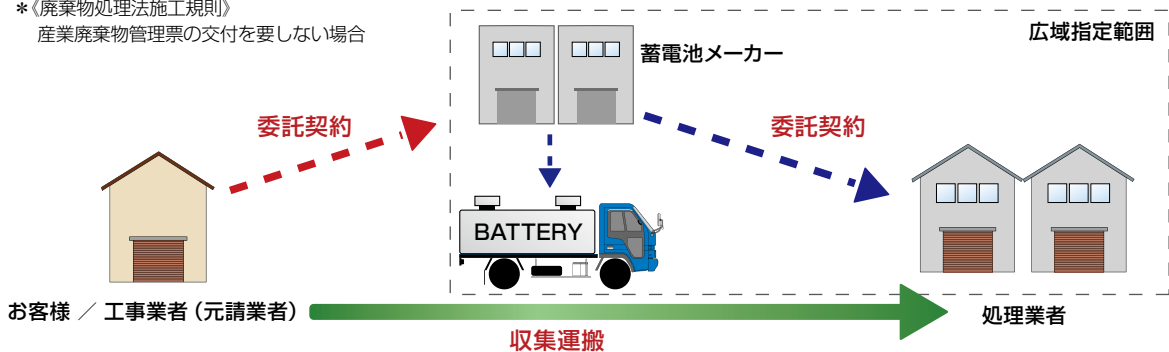 *《廃棄物処理法施工規則》
産業廃棄物管理票の交付を要しない場合
広域指定範囲
蓄電池メーカー
委託契約
委託契約
BATTERY
お客様 ／ 工事業者（元請業者）
処理業者
収集運搬